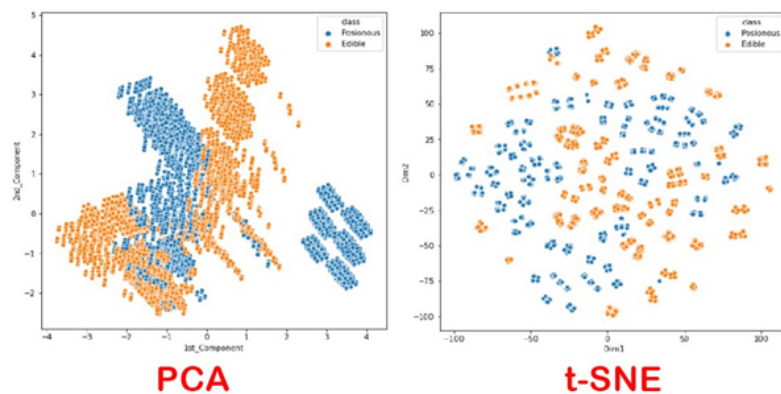 class
Posionous
Edible
5
4
3
2
1
0
−1
−2
2nd_Component
−4
−3
−2
−1
0
1
2
3
4
1st_Component
PCA
class
Posionous
Edible
100
75
50
25
0
−25
−50
−75
−100
Dim2
−100
−50
0
50
100
Dim1
t-SNE